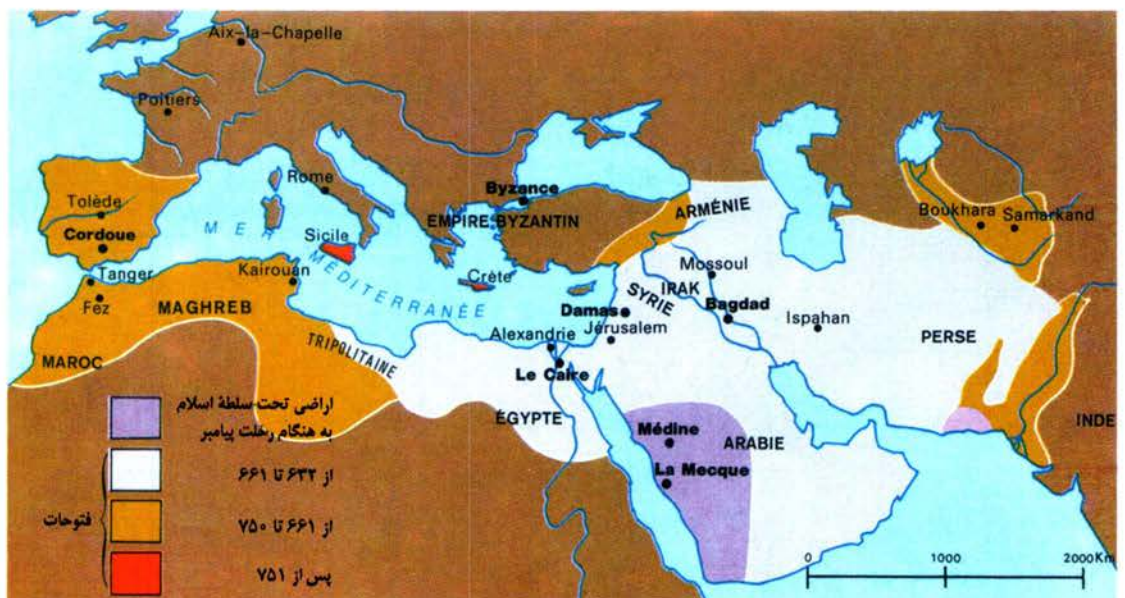 Aix-la-Chapelle
Poitiers
Rome
Byzance
EMPIRE BYZANTIN
ARMÉNIE
Boukhara
Samarkand
Tolède
Cordoue
MER MÉDITERRANÉE
Sicile
Crète
Tanger
Fèz
Kairouan
MAGHREB
MAROC
TRIPOLITAINE
Mossoul
SYRIE
IRAK
Damas
Bagdad
Jérusalem
Ispahan
PERSE
Alexandrie
Le Caire
ÉGYPTE
INDE
Médine
ARABIE
La Mecque
اراضی تحت سلطهٔ اسلام
به هنگام رحلت پیامبر
از ۶۳۲ تا ۶۶۱
از ۶۶۱ تا ۷۵۰
پس از ۷۵۱
فتوحات
0 1000 2000 Km